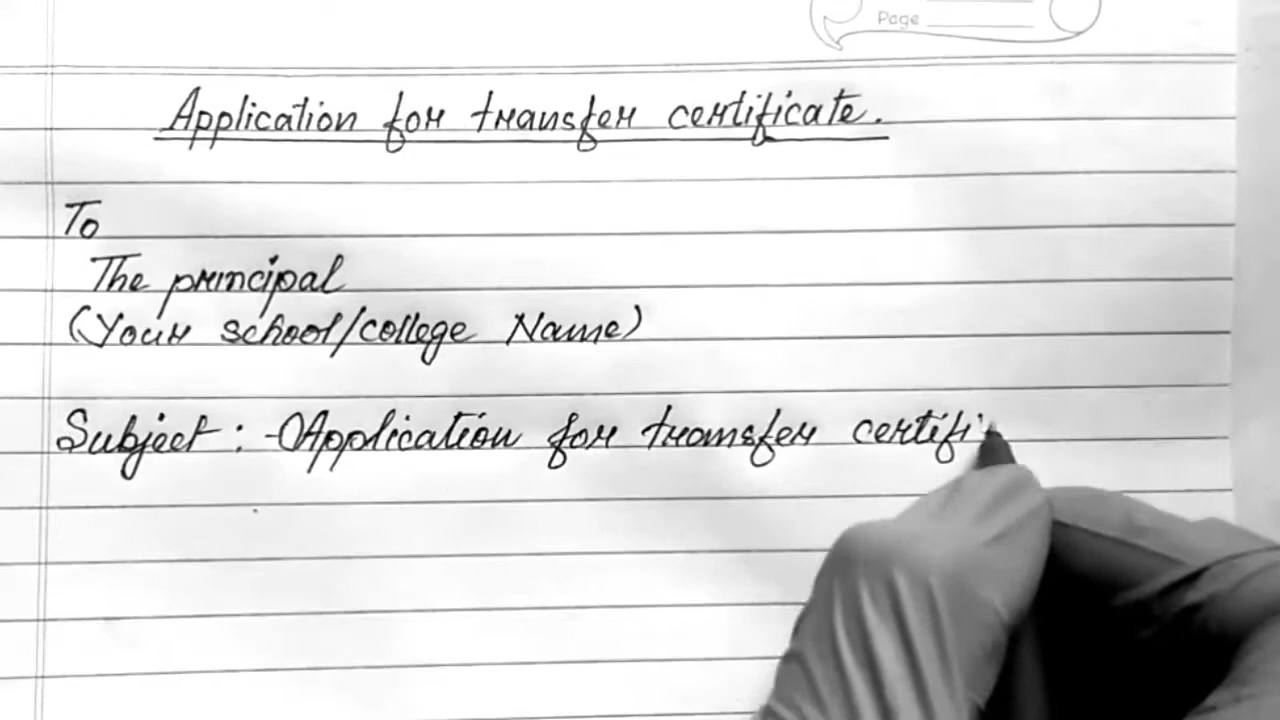 Page
Application for transfer certificate.
To
The principal
(Your school/college Name)
Subject : - Application for transfer certifi